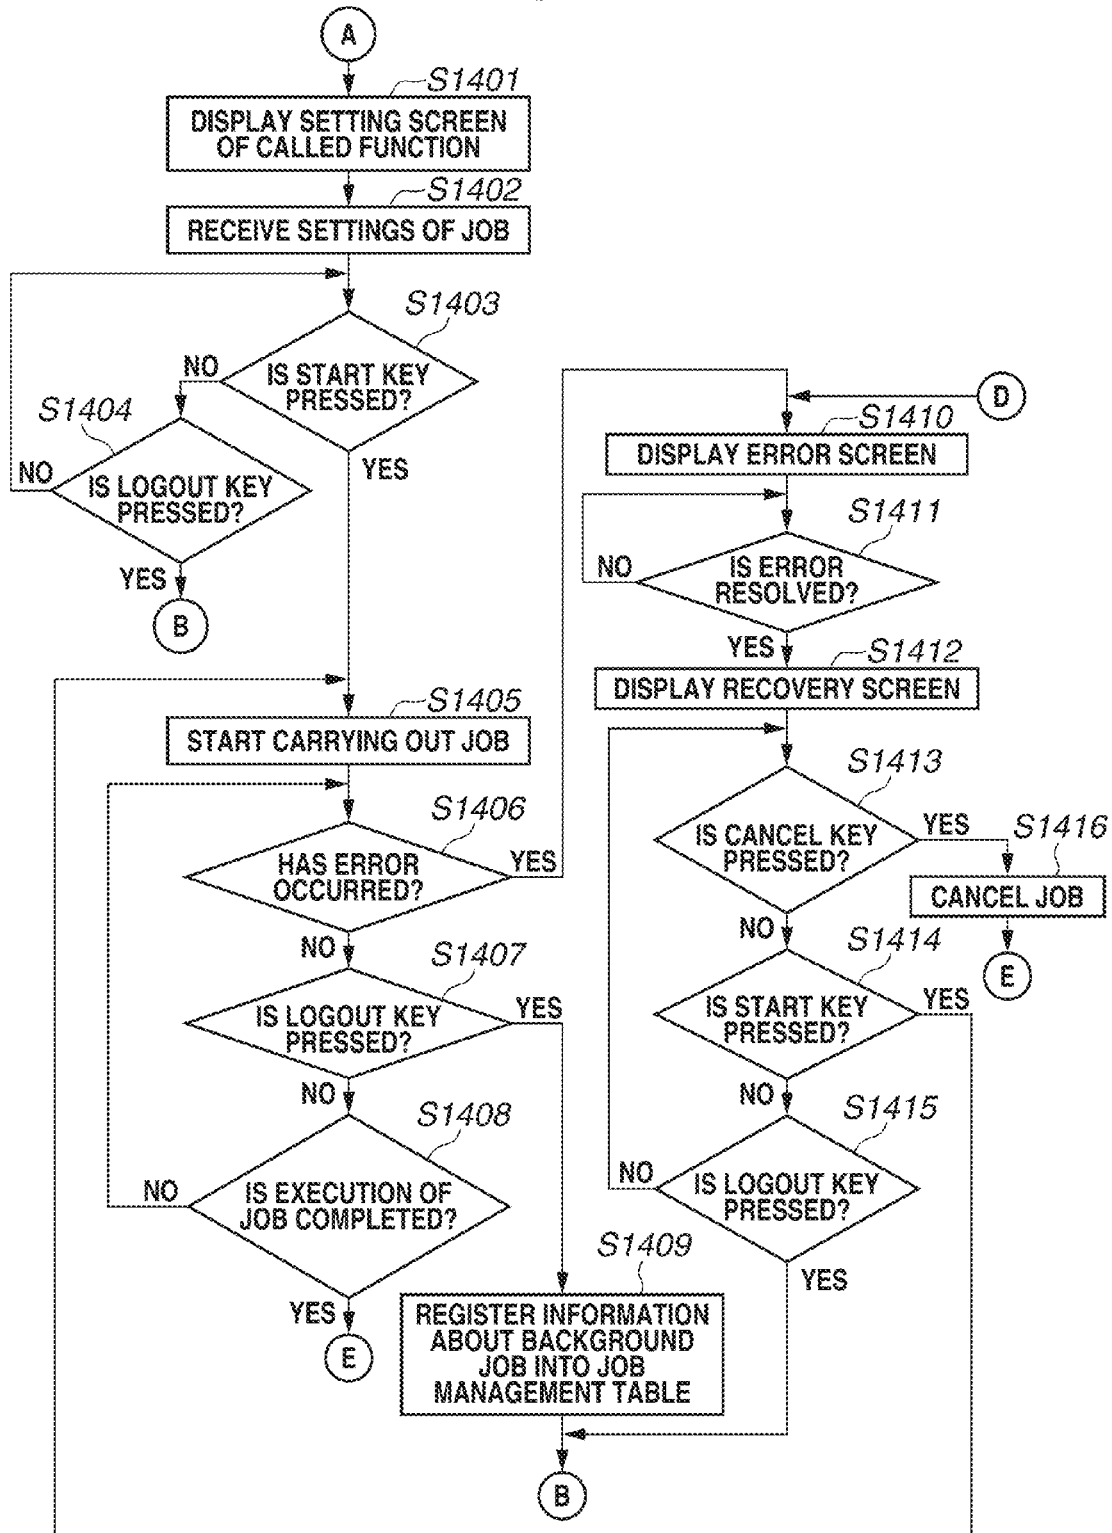 A
S1401
DISPLAY SETTING SCREEN
OF CALLED FUNCTION
S1402
RECEIVE SETTINGS OF JOB
S1403
IS START KEY
PRESSED?
NO
YES
S1404
IS LOGOUT KEY
PRESSED?
NO
YES
B
S1405
START CARRYING OUT JOB
S1406
HAS ERROR
OCCURRED?
YES
NO
S1407
IS LOGOUT KEY
PRESSED?
YES
NO
S1408
IS EXECUTION OF
JOB COMPLETED?
NO
YES
E
S1409
REGISTER INFORMATION
ABOUT BACKGROUND
JOB INTO JOB
MANAGEMENT TABLE
B
D
S1410
DISPLAY ERROR SCREEN
S1411
IS ERROR
RESOLVED?
NO
YES
S1412
DISPLAY RECOVERY SCREEN
S1413
IS CANCEL KEY
PRESSED?
YES
NO
S1416
CANCEL JOB
E
S1414
IS START KEY
PRESSED?
YES
NO
S1415
IS LOGOUT KEY
PRESSED?
NO
YES